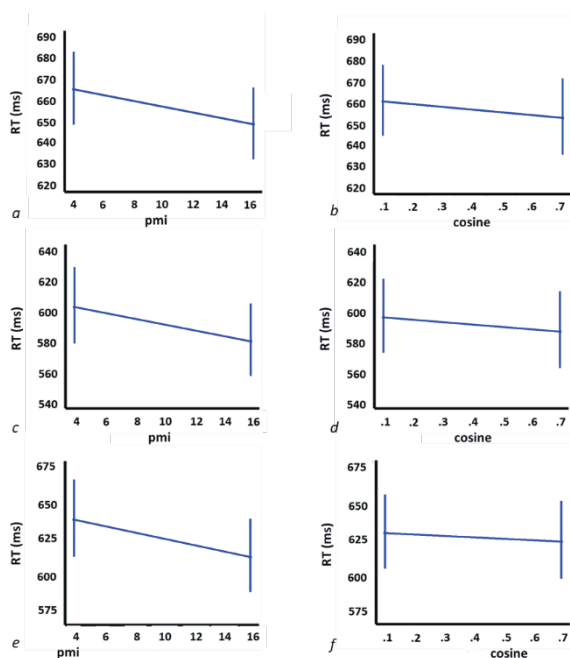 690
680
670
660
650
640
630
620
RT (ms)
4 6 8 10 12 14 16
a pmi
690
680
670
660
650
640
630
620
RT (ms)
.1 .2 .3 .4 .5 .6 .7
b cosine
640
620
600
580
560
540
RT (ms)
4 6 8 10 12 14 16
c pmi
640
620
600
580
560
540
RT (ms)
.1 .2 .3 .4 .5 .6 .7
d cosine
675
650
625
600
575
RT (ms)
4 6 8 10 12 14 16
e
pmi
675
650
625
600
575
RT (ms)
.1 .2 .3 .4 .5 .6 .7
f
cosine